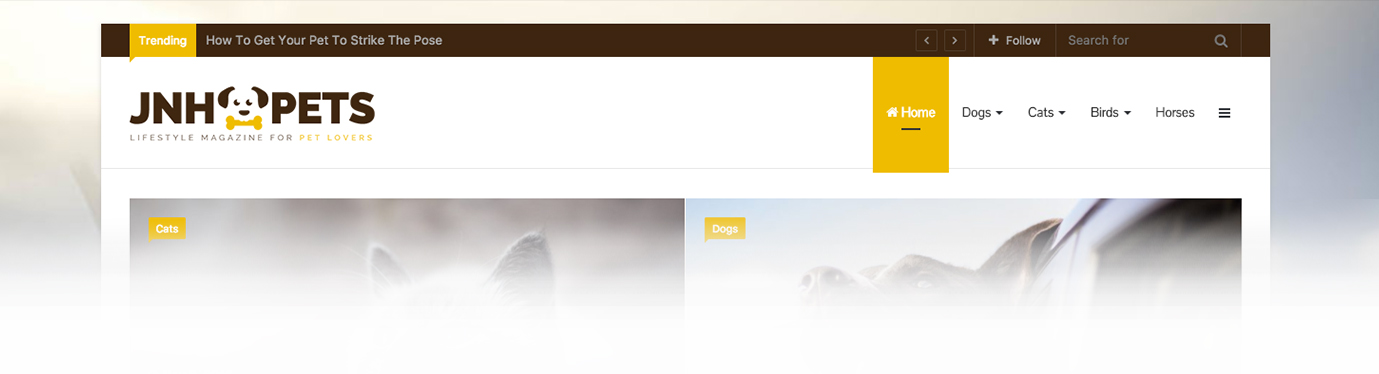 Trending How To Get Your Pet To Strike The Pose Follow Search for
JNH PETS
LIFESTYLE MAGAZINE FOR PET LOVERS
Home Dogs Cats Birds Horses
Cats Dogs